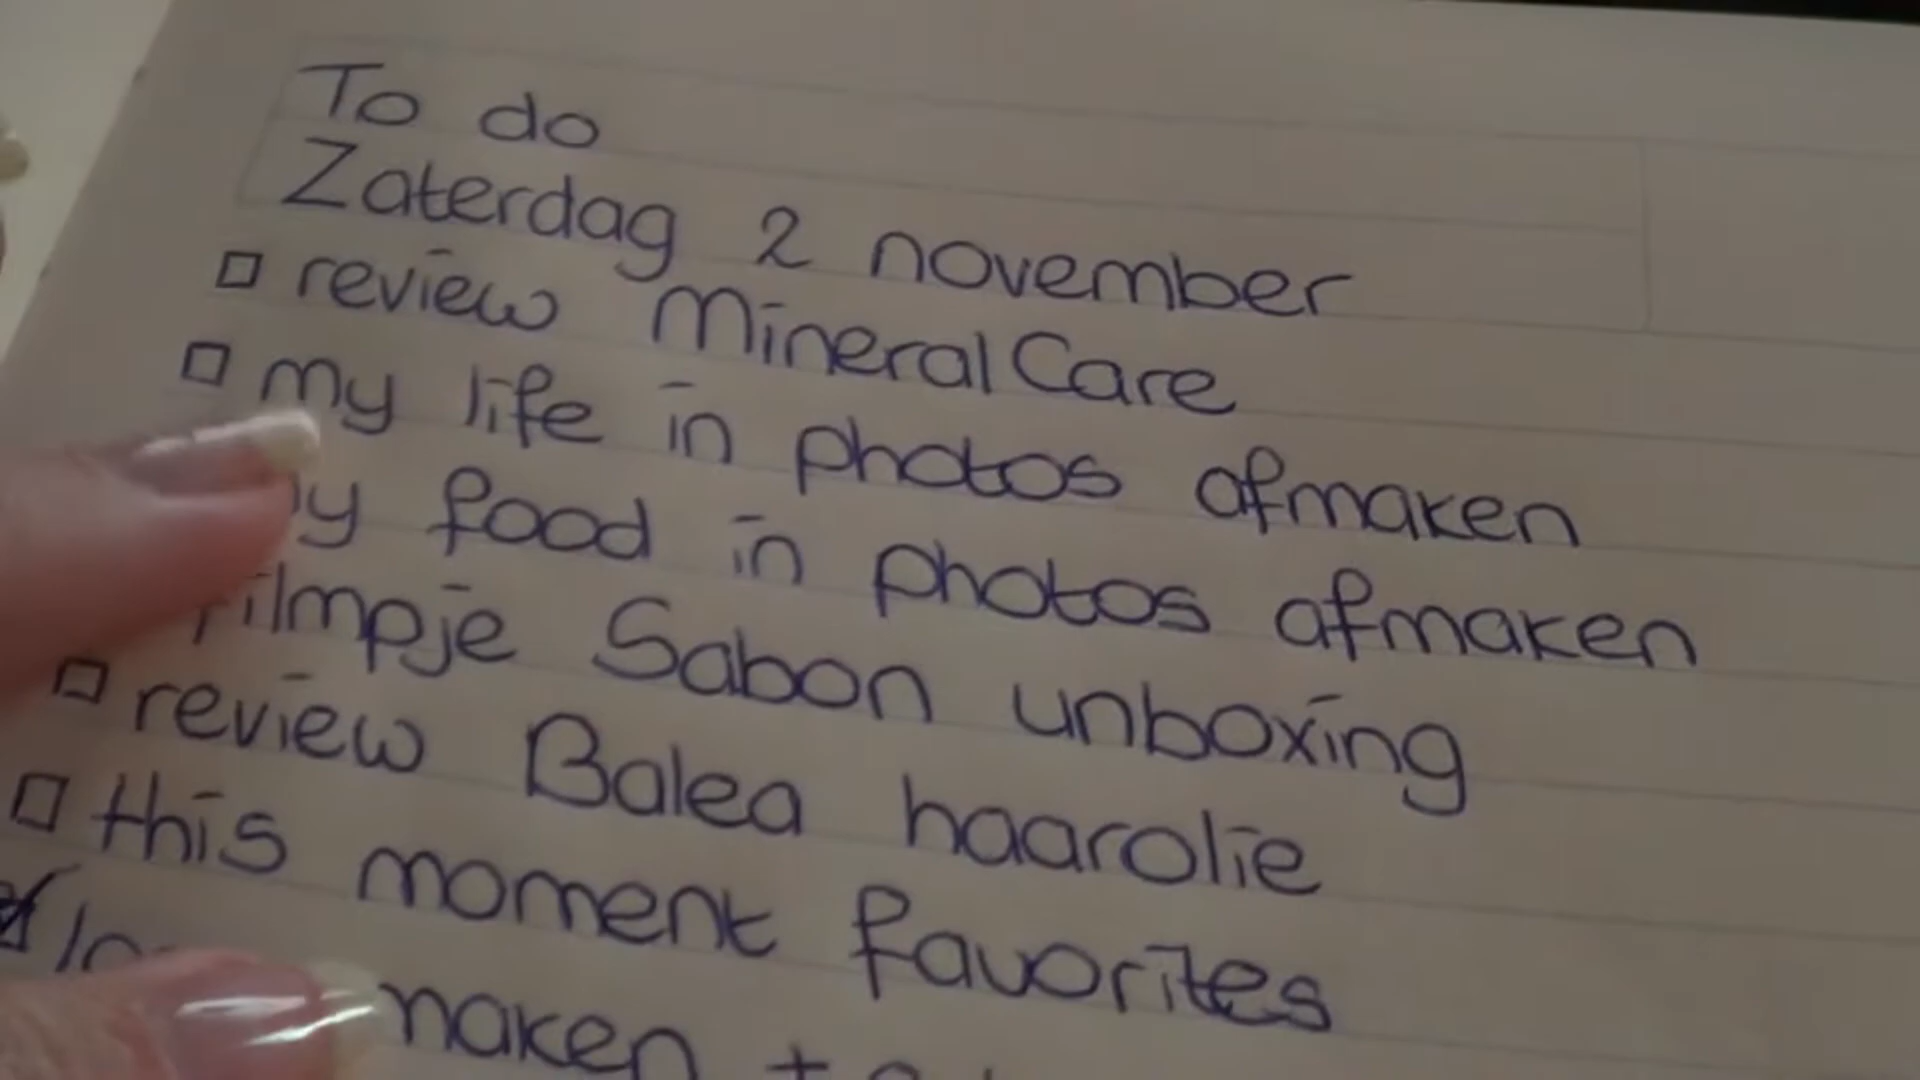 To do
Zaterdag 2 november
review Mineral Care
my life in photos afmaken
food in photos afmaken
filmpje Sabon unboxing
review Balea haarolie
this moment favorites
maken +